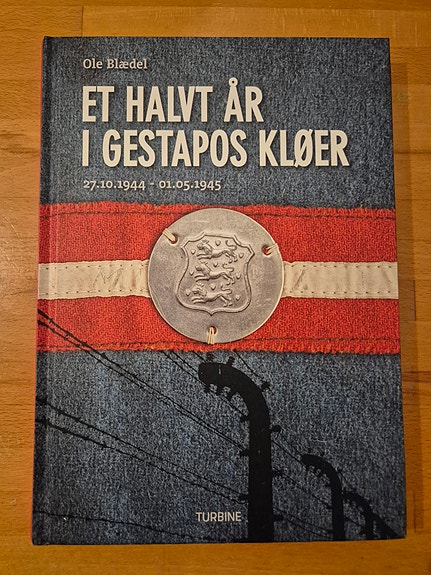 Ole Blædel
ET HALVT ÅR
I GESTAPOS KLØER
27.10.1944 - 01.05.1945
TURBINE